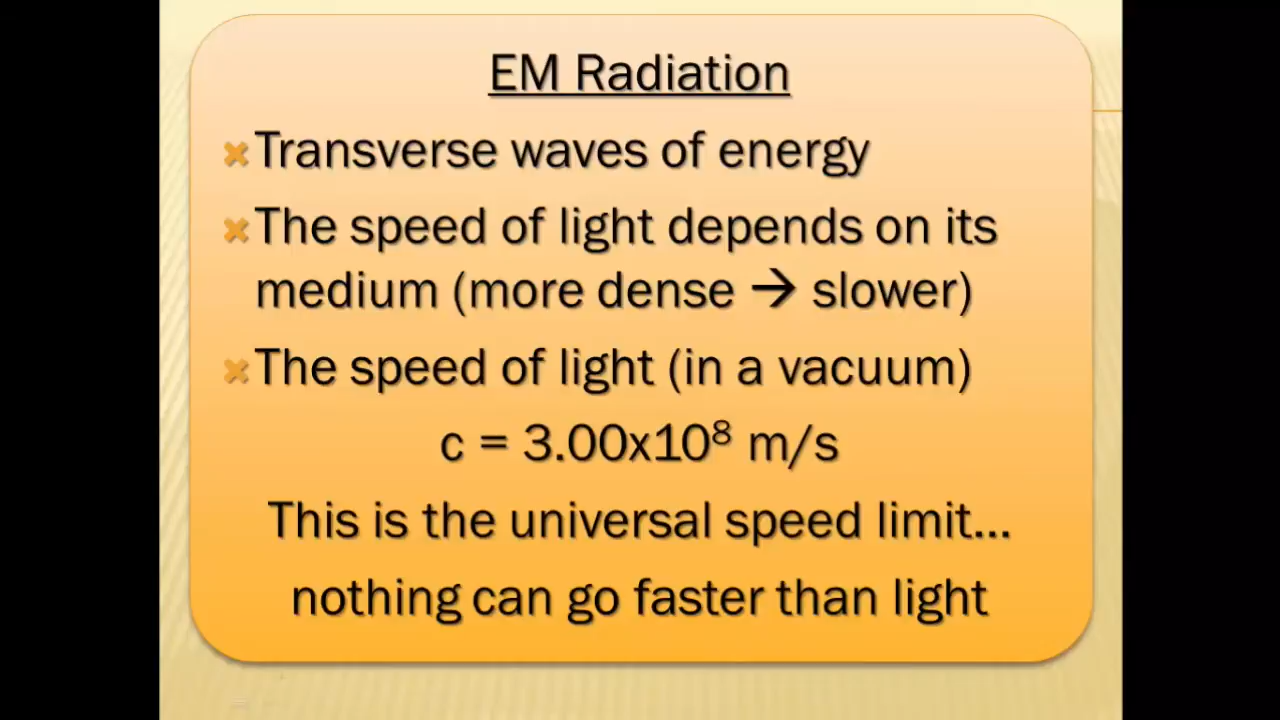 EM Radiation
Transverse waves of energy
The speed of light depends on its
medium (more dense → slower)
The speed of light (in a vacuum)
c = 3.00x10⁸ m/s
This is the universal speed limit...
nothing can go faster than light